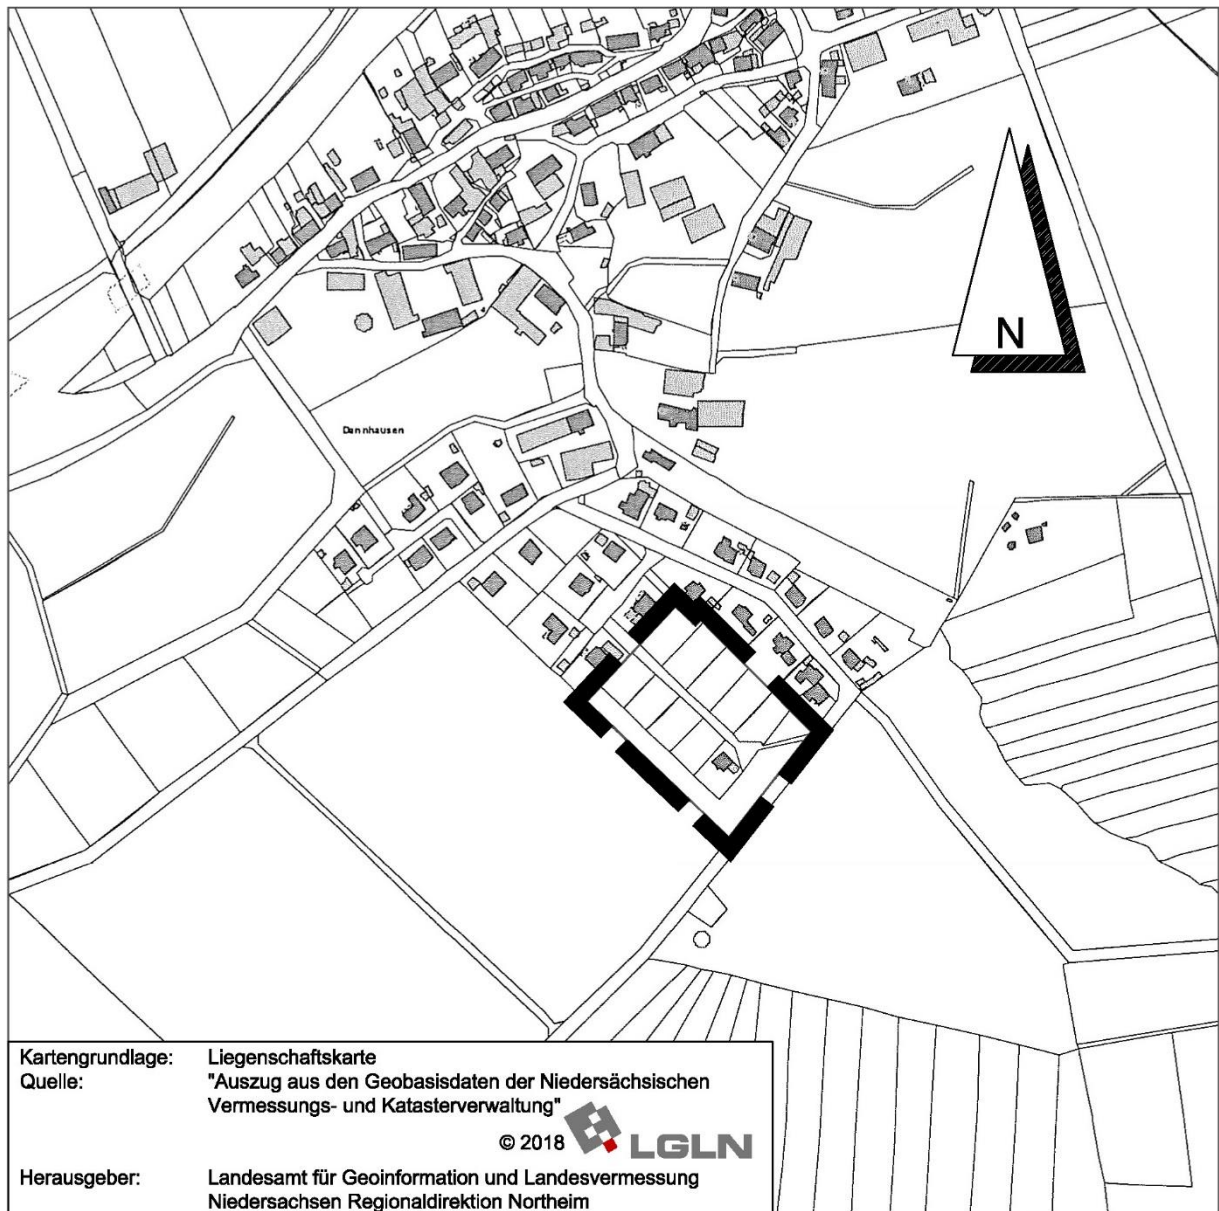 N
Dannhausen
Kartengrundlage: Liegenschaftskarte
Quelle: "Auszug aus den Geobasisdaten der Niedersächsischen
Vermessungs- und Katasterverwaltung"
© 2018 LGLN
Herausgeber: Landesamt für Geoinformation und Landesvermessung
Niedersachsen Regionaldirektion Northeim